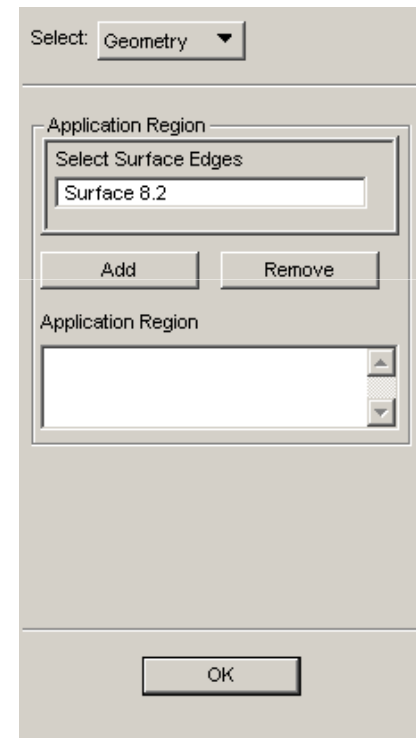 Select: Geometry
Application Region
Select Surface Edges
Surface 8.2
Add Remove
Application Region
OK